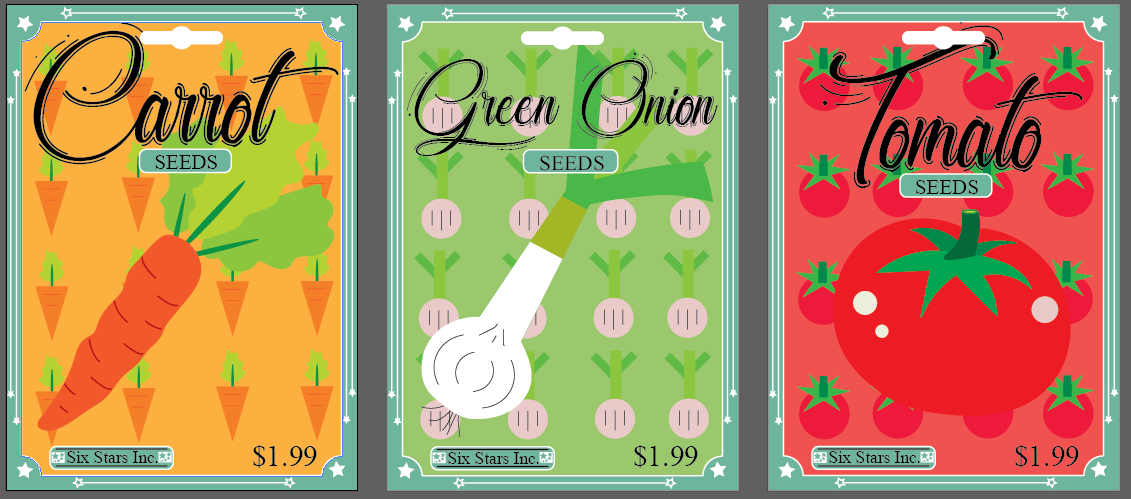 Carrot
SEEDS
Six Stars Inc.
$1.99
Green Onion
SEEDS
Six Stars Inc.
$1.99
Tomato
SEEDS
Six Stars Inc.
$1.99